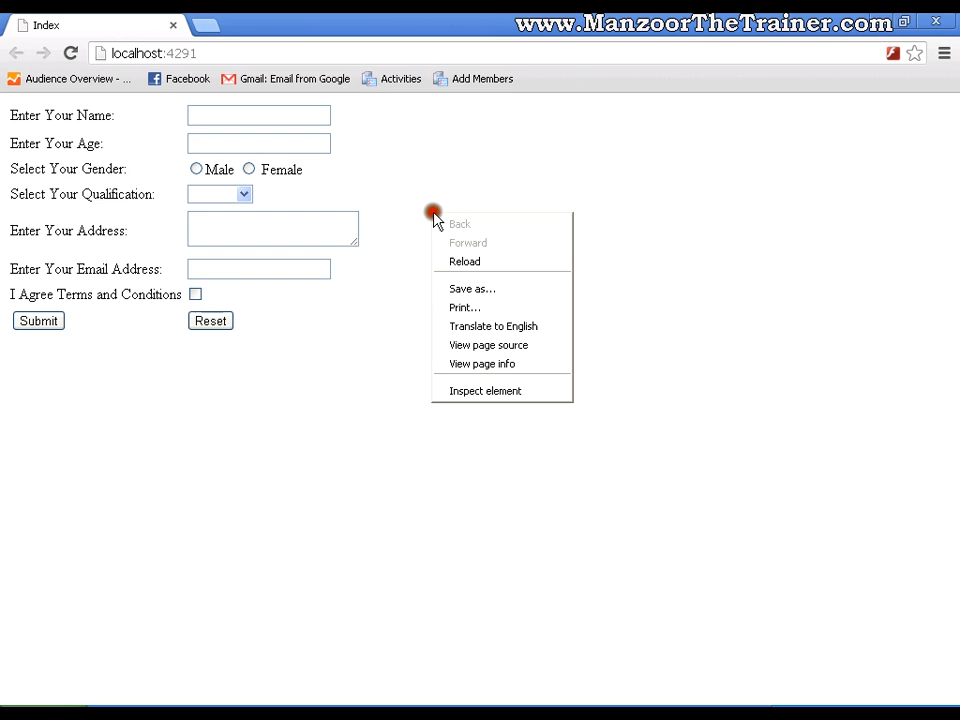 Index
www.ManzoorTheTrainer.com
localhost:4291
Audience Overview - ...
Facebook
Gmail: Email from Google
Activities
Add Members
Enter Your Name:
Enter Your Age:
Select Your Gender: Male Female
Select Your Qualification:
Enter Your Address:
Enter Your Email Address:
I Agree Terms and Conditions
Submit Reset
Back
Forward
Reload
Save as...
Print...
Translate to English
View page source
View page info
Inspect element